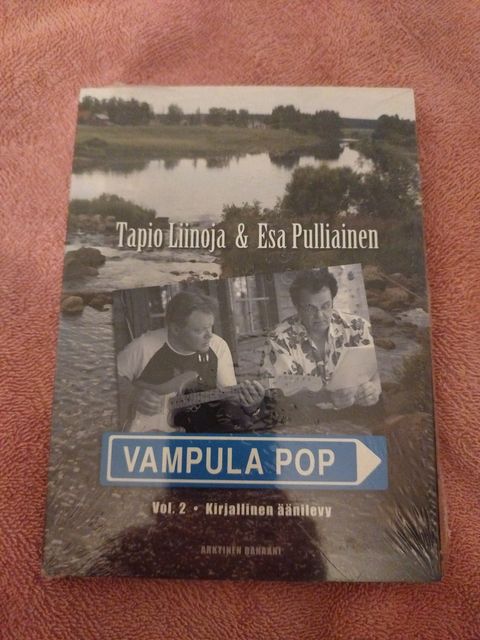 Tapio Liinoja & Esa Pulliainen
VAMPULA POP
Vol. 2 • Kirjallinen äänilevy
ARKTINEN BANAANI